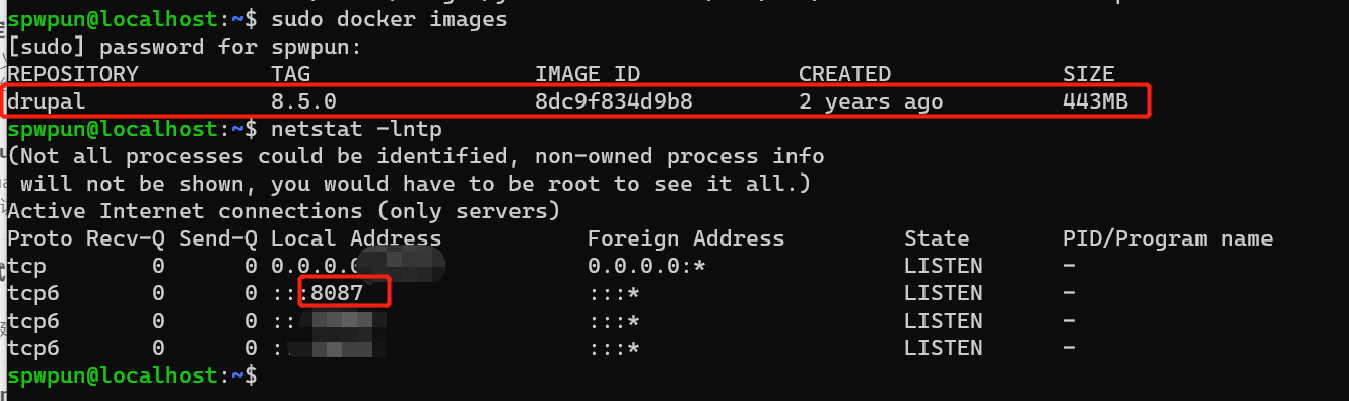 spwpun@localhost:~$ sudo docker images
[sudo] password for spwpun:
REPOSITORY TAG IMAGE ID CREATED SIZE
drupal 8.5.0 8dc9f834d9b8 2 years ago 443MB
spwpun@localhost:~$ netstat -lntp
(Not all processes could be identified, non-owned process info
will not be shown, you would have to be root to see it all.)
Active Internet connections (only servers)
Proto Recv-Q Send-Q Local Address Foreign Address State PID/Program name
tcp 0 0 0.0.0.0 0.0.0.0:* LISTEN -
tcp6 0 0 :::8087 :::* LISTEN -
tcp6 0 0 :: :::* LISTEN -
tcp6 0 0 : :::* LISTEN -
spwpun@localhost:~$